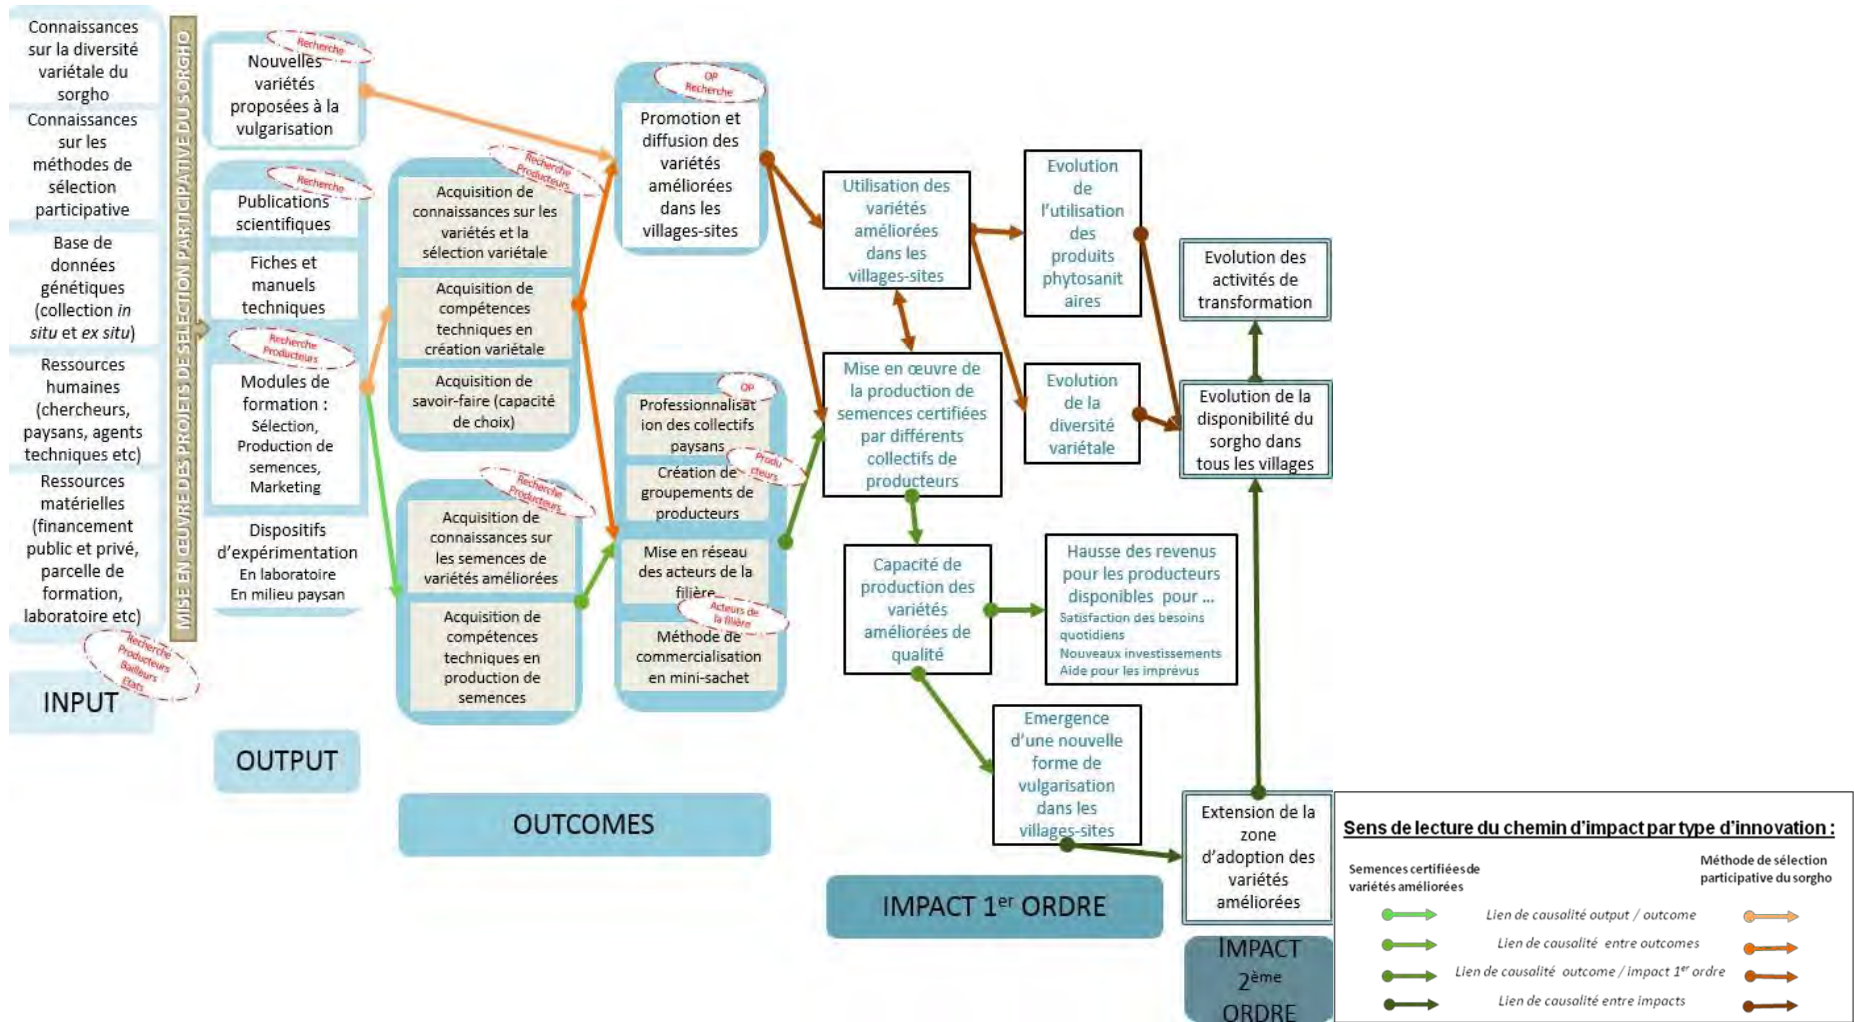 Connaissances
sur la diversité
variétale du
sorgho
Connaissances
sur les
méthodes de
sélection
participative
Base de
données
génétiques
(collection in
situ et ex situ)
Ressources
humaines
(chercheurs,
paysans, agents
techniques etc)
Ressources
matérielles
(financement
public et privé,
parcelle de
formation,
laboratoire etc)
Recherche
Producteurs
Bailleurs
Etats
INPUT
MISE EN ŒUVRE DES PROJETS DE SELECTION PARTICIPATIVE DU SORGHO
Recherche
Nouvelles
variétés
proposées à la
vulgarisation
Recherche
Publications
scientifiques
Fiches et
manuels
techniques
Recherche
Producteurs
Modules de
formation :
Sélection,
Production de
semences,
Marketing
Dispositifs
d'expérimentation
En laboratoire
En milieu paysan
OUTPUT
Recherche
Producteurs
Acquisition de
connaissances sur les
variétés et la
sélection variétale
Acquisition de
compétences
techniques en
création variétale
Acquisition de
savoir-faire (capacité
de choix)
Recherche
Producteurs
Acquisition de
connaissances sur
les semences de
variétés améliorées
Acquisition de
compétences
techniques en
production de
semences
OP
Recherche
Promotion et
diffusion des
variétés
améliorées
dans les
villages-sites
OP
Professionnalisat
ion des collectifs
paysans
Produ
cteurs
Création de
groupements de
producteurs
Mise en réseau
des acteurs de la
filière
Acteurs de
la filière
Méthode de
commercialisation
en mini-sachet
OUTCOMES
Utilisation des
variétés
améliorées
dans les
villages-sites
Mise en œuvre de
la production de
semences certifiées
par différents
collectifs de
producteurs
Capacité de
production des
variétés
améliorées de
qualité
Evolution
de
l'utilisation
des
produits
phytosanit
aires
Evolution
de la
diversité
variétale
Hausse des revenus
pour les producteurs
disponibles pour ...
Satisfaction des besoins
quotidiens
Nouveaux investissements
Aide pour les imprévus
Emergence
d'une nouvelle
forme de
vulgarisation
dans les
villages-sites
IMPACT 1er ORDRE
Evolution des
activités de
transformation
Evolution de la
disponibilité du
sorgho dans
tous les villages
Extension de la
zone
d'adoption des
variétés
améliorées
IMPACT
2ème
ORDRE
Sens de lecture du chemin d'impact par type d'innovation :
Semences certifiées de
variétés améliorées
Méthode de sélection
participative du sorgho
Lien de causalité output / outcome
Lien de causalité entre outcomes
Lien de causalité outcome / impact 1er ordre
Lien de causalité entre impacts